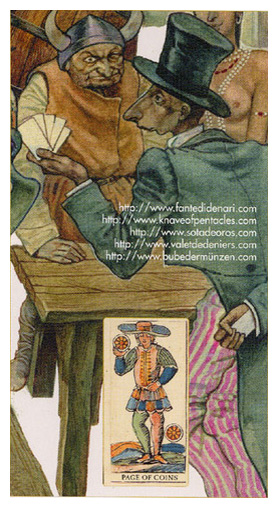 http://www.fantedidenari.com
http://www.knaveofpentacles.com
http://www.sotadeoros.com
http://www.valetdedeniers.com
http://www.bubedermünzen.com
PAGE OF COINS